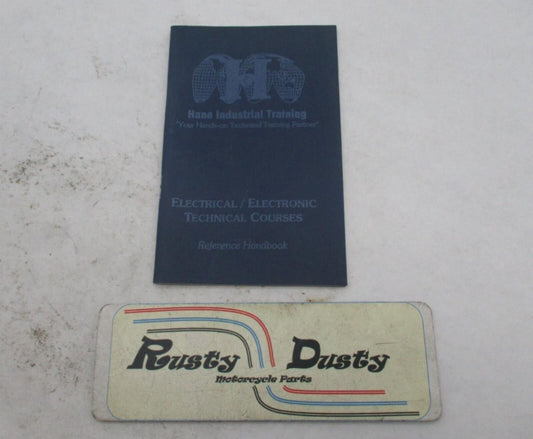 H
Hane Industrial Training
"Your Hands-on Technical Training Partner"
ELECTRICAL / ELECTRONIC
TECHNICAL COURSES
Reference Handbook
Rusty Dusty
Motorcycle Parts